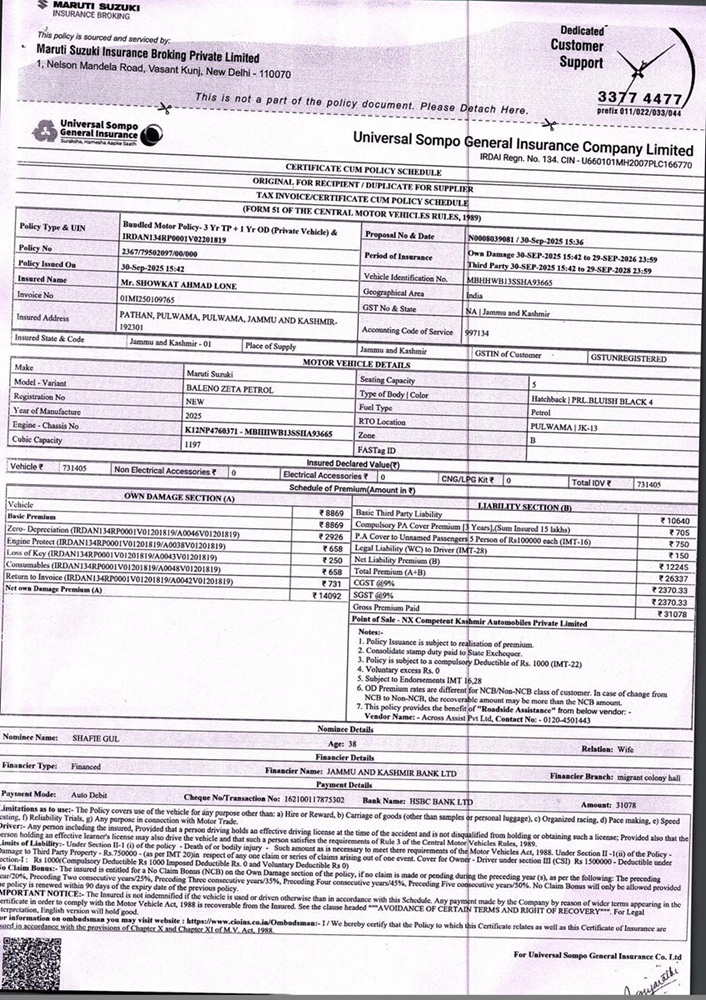 MARUTI SUZUKI
INSURANCE BROKING
This policy is sourced and serviced by:
Maruti Suzuki Insurance Broking Private Limited
1, Nelson Mandela Road, Vasant Kunj, New Delhi - 110070
Dedicated
Customer
Support
3377 4477
prefix 011/022/033/044
This is not a part of the policy document. Please Detach Here.
Universal Sompo
General Insurance
Suraksha, Hamesha Aapke Saath
Universal Sompo General Insurance Company Limited
IRDAI Regn. No. 134. CIN - U660101MH2007PLC166770
CERTIFICATE CUM POLICY SCHEDULE
ORIGINAL FOR RECIPIENT / DUPLICATE FOR SUPPLIER
TAX INVOICE/CERTIFICATE CUM POLICY SCHEDULE
(FORM 51 OF THE CENTRAL MOTOR VEHICLES RULES, 1989)
Policy Type & UIN Bundled Motor Policy- 3 Yr TP + 1 Yr OD (Private Vehicle) & IRDAN134RP0001V02201819
Proposal No & Date N0008039081 / 30-Sep-2025 15:36
Policy No 2367/79502097/00/000
Period of Insurance Own Damage 30-SEP-2025 15:42 to 29-SEP-2026 23:59
Third Party 30-SEP-2025 15:42 to 29-SEP-2028 23:59
Policy Issued On 30-Sep-2025 15:42
Vehicle Identification No. MBHHWB13SSHA93665
Insured Name Mr. SHOWKAT AHMAD LONE
Geographical Area India
Invoice No 01MI250109765
GST No & State NA | Jammu and Kashmir
Insured Address PATHAN, PULWAMA, PULWAMA, JAMMU AND KASHMIR-192301
Accounting Code of Service 997134
Insured State & Code Jammu and Kashmir - 01 Place of Supply Jammu and Kashmir GSTIN of Customer GSTUNREGISTERED
MOTOR VEHICLE DETAILS
Make Maruti Suzuki Seating Capacity 5
Model - Variant BALENO ZETA PETROL Type of Body | Color Hatchback | PRL BLUISH BLACK 4
Registration No NEW Fuel Type Petrol
Year of Manufacture 2025 RTO Location PULWAMA | JK-13
Engine - Chassis No K12NP4760371 - MBHHWB13SSHA93665 Zone B
Cubic Capacity 1197 FASTag ID
Insured Declared Value(₹)
Vehicle ₹ 731405 Non Electrical Accessories ₹ 0 Electrical Accessories ₹ 0 CNG/LPG Kit ₹ 0 Total IDV ₹ 731405
Schedule of Premium(Amount in ₹)
OWN DAMAGE SECTION (A)
Vehicle ₹ 8869
Basic Premium ₹ 8869
Zero- Depreciation (IRDAN134RP0001V01201819/A0046V01201819) ₹ 2926
Engine Protect (IRDAN134RP0001V01201819/A0038V01201819) ₹ 658
Loss of Key (IRDAN134RP0001V01201819/A0043V01201819) ₹ 250
Consumables (IRDAN134RP0001V01201819/A0048V01201819) ₹ 658
Return to Invoice (IRDAN134RP0001V01201819/A0042V01201819) ₹ 731
Net own Damage Premium (A) ₹ 14092
LIABILITY SECTION (B)
Basic Third Party Liability ₹ 10640
Compulsory PA Cover Premium [3 Years],(Sum Insured 15 lakhs) ₹ 705
P.A Cover to Unnamed Passengers 5 Person of Rs100000 each (IMT-16) ₹ 750
Legal Liability (WC) to Driver (IMT-28) ₹ 150
Net Liability Premium (B) ₹ 12245
Total Premium (A+B) ₹ 26337
CGST @9% ₹ 2370.33
SGST @9% ₹ 2370.33
Gross Premium Paid ₹ 31078
Point of Sale - NX Competent Kashmir Automobiles Private Limited
Notes:-
1. Policy Issuance is subject to realisation of premium.
2. Consolidate stamp duty paid to State Exchequer.
3. Policy is subject to a compulsory Deductible of Rs. 1000 (IMT-22)
4. Voluntary excess Rs. 0
5. Subject to Endorsements IMT 16,28
6. OD Premium rates are different for NCB/Non-NCB class of customer. In case of change from
NCB to Non-NCB, the recoverable amount may be more than the NCB amount.
7. This policy provides the benefit of "Roadside Assistance" from below vendor: -
Vendor Name: - Across Assist Pvt Ltd, Contact No: - 0120-4501443
Nominee Details
Nominee Name: SHAFIE GUL Age: 38 Relation: Wife
Financier Details
Financier Type: Financed Financier Name: JAMMU AND KASHMIR BANK LTD Financier Branch: migrant colony hall
Payment Details
Payment Mode: Auto Debit Cheque No/Transaction No: 162100117875302 Bank Name: HSBC BANK LTD Amount: 31078
Limitations as to use:- The Policy covers use of the vehicle for any purpose other than: a) Hire or Reward, b) Carriage of goods (other than samples or personal luggage), c) Organized racing, d) Pace making, e) Speed
testing, f) Reliability Trials, g) Any purpose in connection with Motor Trade.
Driver:- Any person including the insured, Provided that a person driving holds an effective driving license at the time of the accident and is not disqualified from holding or obtaining such a license; Provided also that the
person holding an effective learner's license may also drive the vehicle and that such a person satisfies the requirements of Rule 3 of the Central Motor Vehicles Rules, 1989.
Limits of Liability:- Under Section II-1 (i) of the policy - Death of or bodily injury - Such amount as is necessary to meet there requirements of the Motor Vehicles Act, 1988. Under Section II -1(ii) of the Policy -
Damage to Third Party Property - Rs.750000 - (as per IMT 20)in respect of any one claim or series of claims arising out of one event. Cover for Owner - Driver under section III (CSI) Rs 1500000 - Deductible under
Section-I : Rs 1000(Compulsory Deductible Rs 1000 Imposed Deductible Rs. 0 and Voluntary Deductible Rs 0)
No Claim Bonus:- The insured is entitled for a No Claim Bonus (NCB) on the Own Damage section of the policy, if no claim is made or pending during the preceding year (s), as per the following: The preceding
year/20%, Preceding Two consecutive years/25%, Preceding Three consecutive years/35%, Preceding Four consecutive years/45%, Preceding Five consecutive years/50%. No Claim Bonus will only be allowed provided
the policy is renewed within 90 days of the expiry date of the previous policy.
IMPORTANT NOTICE:- The Insured is not indemnified if the vehicle is used or driven otherwise than in accordance with this Schedule. Any payment made by the Company by reason of wider terms appearing in the
certificate in order to comply with the Motor Vehicle Act, 1988 is recoverable from the Insured. See the clause headed ***AVOIDANCE OF CERTAIN TERMS AND RIGHT OF RECOVERY***. For Legal
interpretation, English version will hold good.
For information on ombudsman you may visit website : https://www.cioins.co.in/Ombudsman:- I / We hereby certify that the Policy to which this Certificate relates as well as this Certificate of Insurance are
issued in accordance with the provisions of Chapter X and Chapter XI of M.V. Act, 1988.
For Universal Sompo General Insurance Co. Ltd